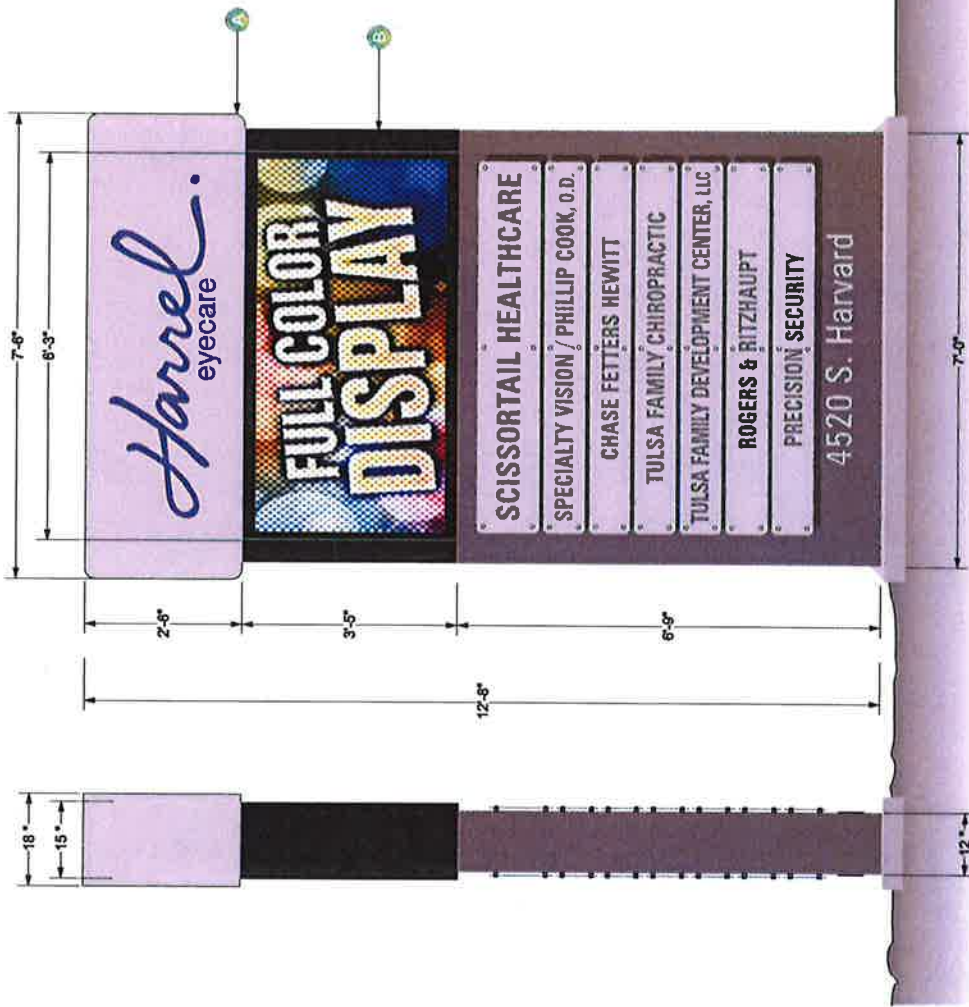 7'-6"
6'-3"
Harrel.
eyecare
A
FULL COLOR
DISPLAY
B
SCISSORTAIL HEALTHCARE
SPECIALTY VISION / PHILLIP COOK, O.D.
CHASE FETTERS HEWITT
TULSA FAMILY CHIROPRACTIC
TULSA FAMILY DEVELOPMENT CENTER, LLC
ROGERS & RITZHAUPT
PRECISION SECURITY
4520 S. Harvard
7'-0"
2'-6"
3'-5"
6'-9"
12'-8"
18"
15"
12"